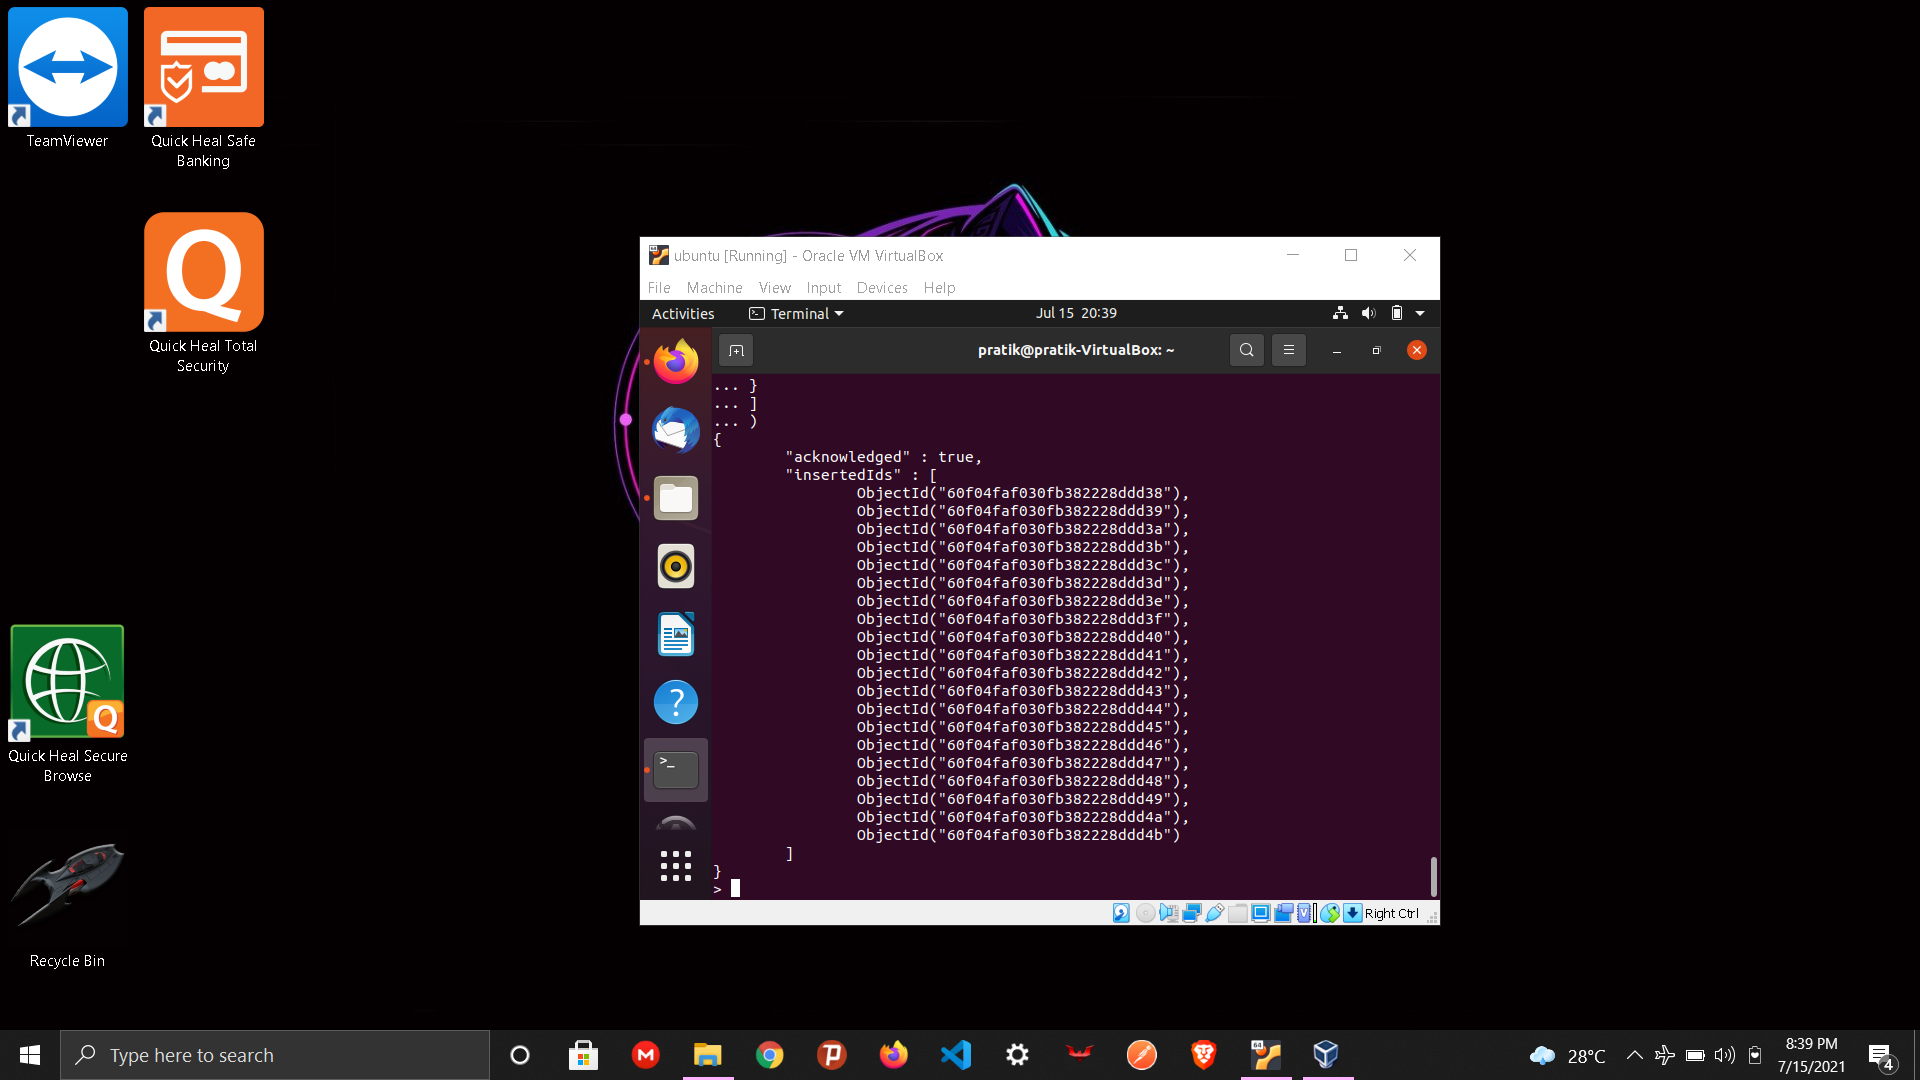 TeamViewer
Quick Heal Safe
Banking
Quick Heal Total
Security
Quick Heal Secure
Browse
Recycle Bin
ubuntu [Running] - Oracle VM VirtualBox
File Machine View Input Devices Help
Activities Terminal Jul 15 20:39
pratik@pratik-VirtualBox: ~
... }
... ]
... )
{
"acknowledged" : true,
"insertedIds" : [
ObjectId("60f04faf030fb382228ddd38"),
ObjectId("60f04faf030fb382228ddd39"),
ObjectId("60f04faf030fb382228ddd3a"),
ObjectId("60f04faf030fb382228ddd3b"),
ObjectId("60f04faf030fb382228ddd3c"),
ObjectId("60f04faf030fb382228ddd3d"),
ObjectId("60f04faf030fb382228ddd3e"),
ObjectId("60f04faf030fb382228ddd3f"),
ObjectId("60f04faf030fb382228ddd40"),
ObjectId("60f04faf030fb382228ddd41"),
ObjectId("60f04faf030fb382228ddd42"),
ObjectId("60f04faf030fb382228ddd43"),
ObjectId("60f04faf030fb382228ddd44"),
ObjectId("60f04faf030fb382228ddd45"),
ObjectId("60f04faf030fb382228ddd46"),
ObjectId("60f04faf030fb382228ddd47"),
ObjectId("60f04faf030fb382228ddd48"),
ObjectId("60f04faf030fb382228ddd49"),
ObjectId("60f04faf030fb382228ddd4a"),
ObjectId("60f04faf030fb382228ddd4b")
]
}
>
Right Ctrl
Type here to search
28°C
8:39 PM
7/15/2021
4